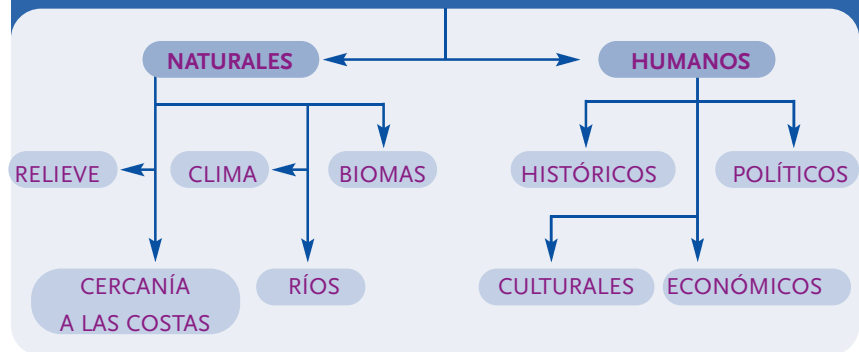 NATURALES
HUMANOS
RELIEVE
CLIMA
BIOMAS
HISTÓRICOS
POLÍTICOS
CERCANÍA
A LAS COSTAS
RÍOS
CULTURALES
ECONÓMICOS